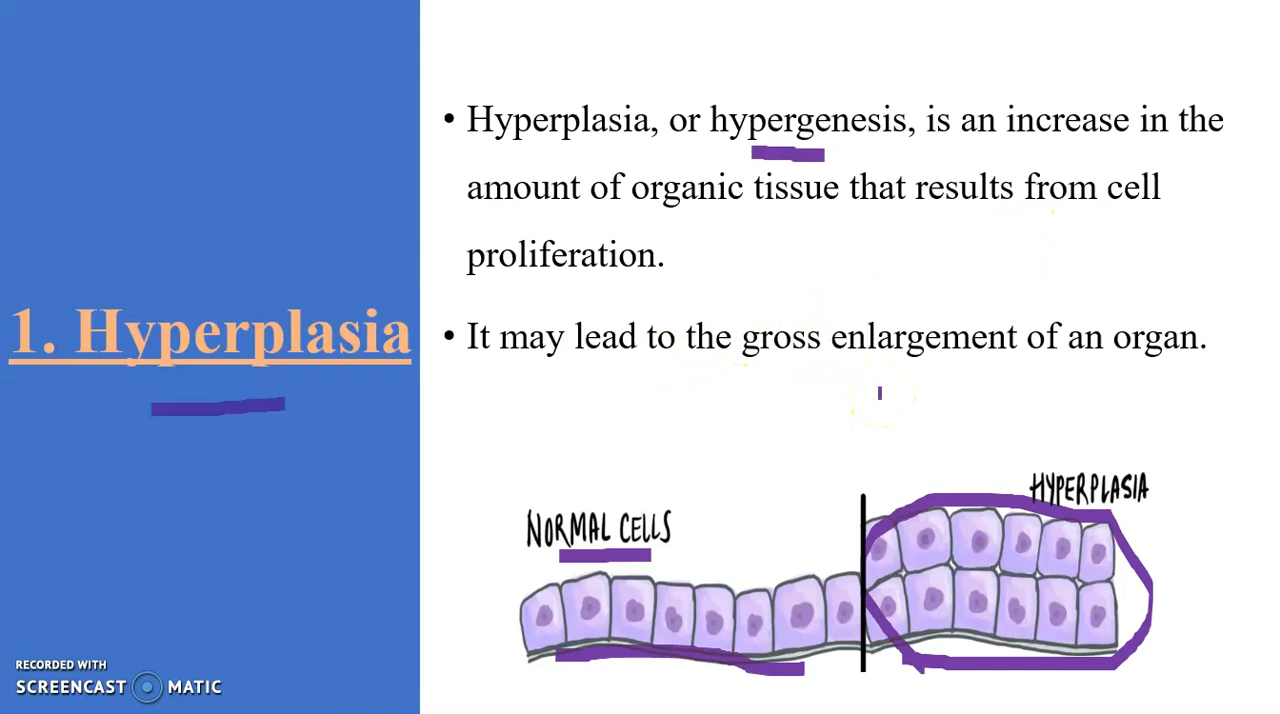 1. Hyperplasia
• Hyperplasia, or hypergenesis, is an increase in the
amount of organic tissue that results from cell
proliferation.
• It may lead to the gross enlargement of an organ.
NORMAL CELLS
HYPERPLASIA
RECORDED WITH
SCREENCAST MATIC